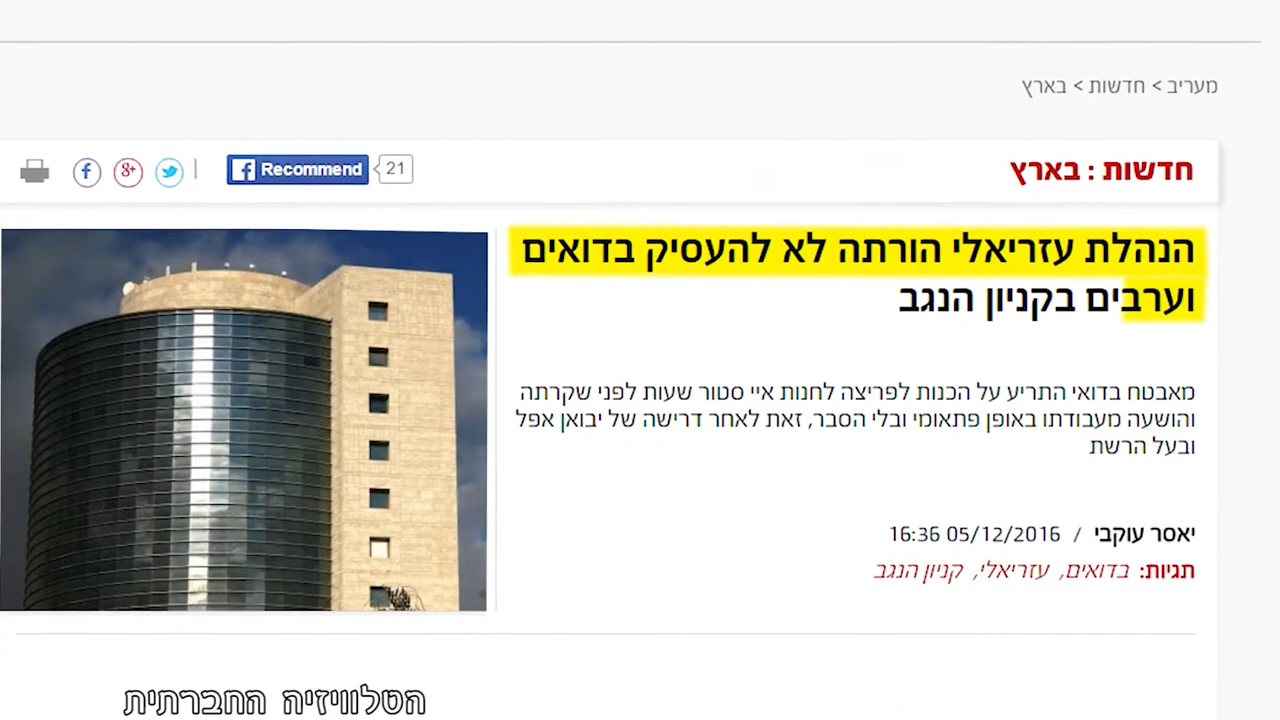 מעריב > חדשות > בארץ
חדשות : בארץ
Recommend 21
הנהלת עזריאלי הורתה לא להעסיק בדואים
וערבים בקניון הנגב
מאבטח בדואי התריע על הכנות לפריצה לחנות איי סטור שעות לפני שקרתה
והושעה מעבודתו באופן פתאומי ובלי הסבר, זאת לאחר דרישה של יבואן אפל
ובעל הרשת
יאסר עוקבי / 05/12/2016 16:36
תגיות: בדואים, עזריאלי, קניון הנגב
הטלוויזיה החברתית